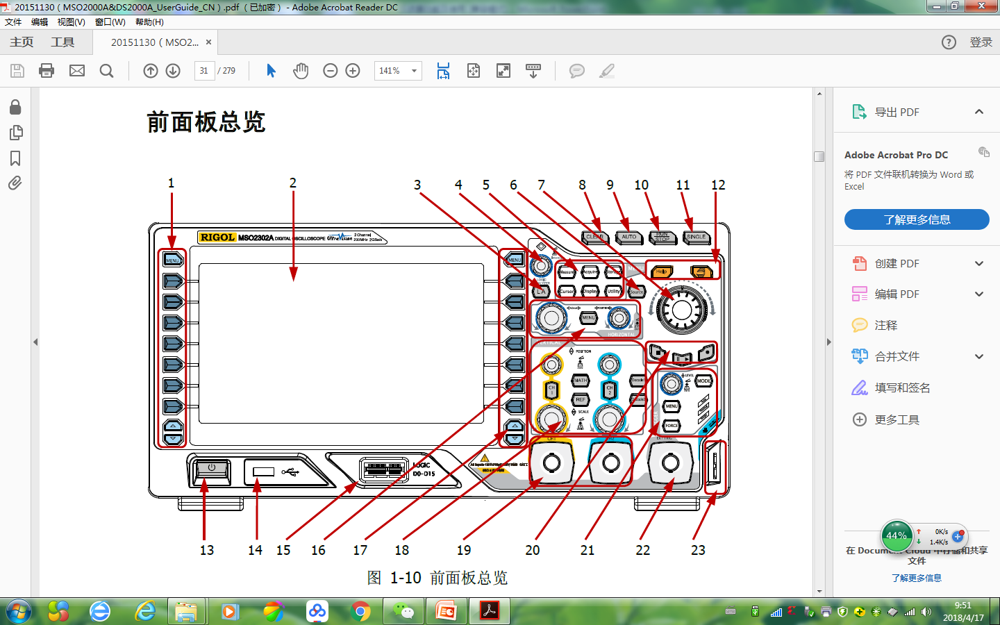 20151130（MSO2000A&DS2000A_UserGuide_CN）.pdf （已加密） - Adobe Acrobat Reader DC
文件 编辑 视图(V) 窗口(W) 帮助(H)
主页 工具 20151130（MSO2... × 登录
31 / 279 141%
前面板总览
1 2 3 4 5 6 7 8 9 10 11 12
CLEAR AUTO RUN STOP SINGLE
RIGOL MSO2302A DIGITAL OSCILLOSCOPE UltraVision 2 Channel
200MHz 2GSa/s
MENU MENU
Measure Acquire Storage
Help
LA Cursor Display Utility Source
SCALE POSITION
MENU
HORIZONTAL
VERTICAL
POSITION
LEVEL MODE
MATH
CH1 CH2
REF
MENU
SCALE
FORCE
CH1
LOGIC
D0-D15
13 14 15 16 17 18 19 20 21 22 23
图 1-10 前面板总览
导出 PDF
Adobe Acrobat Pro DC
将 PDF 文件联机转换为 Word 或
Excel
了解更多信息
创建 PDF
编辑 PDF
注释
合并文件
填写和签名
更多工具
44% 0K/s
1.4K/s
在 Document Cloud 中存储和共享
文件
了解更多信息
9:51
2018/4/17